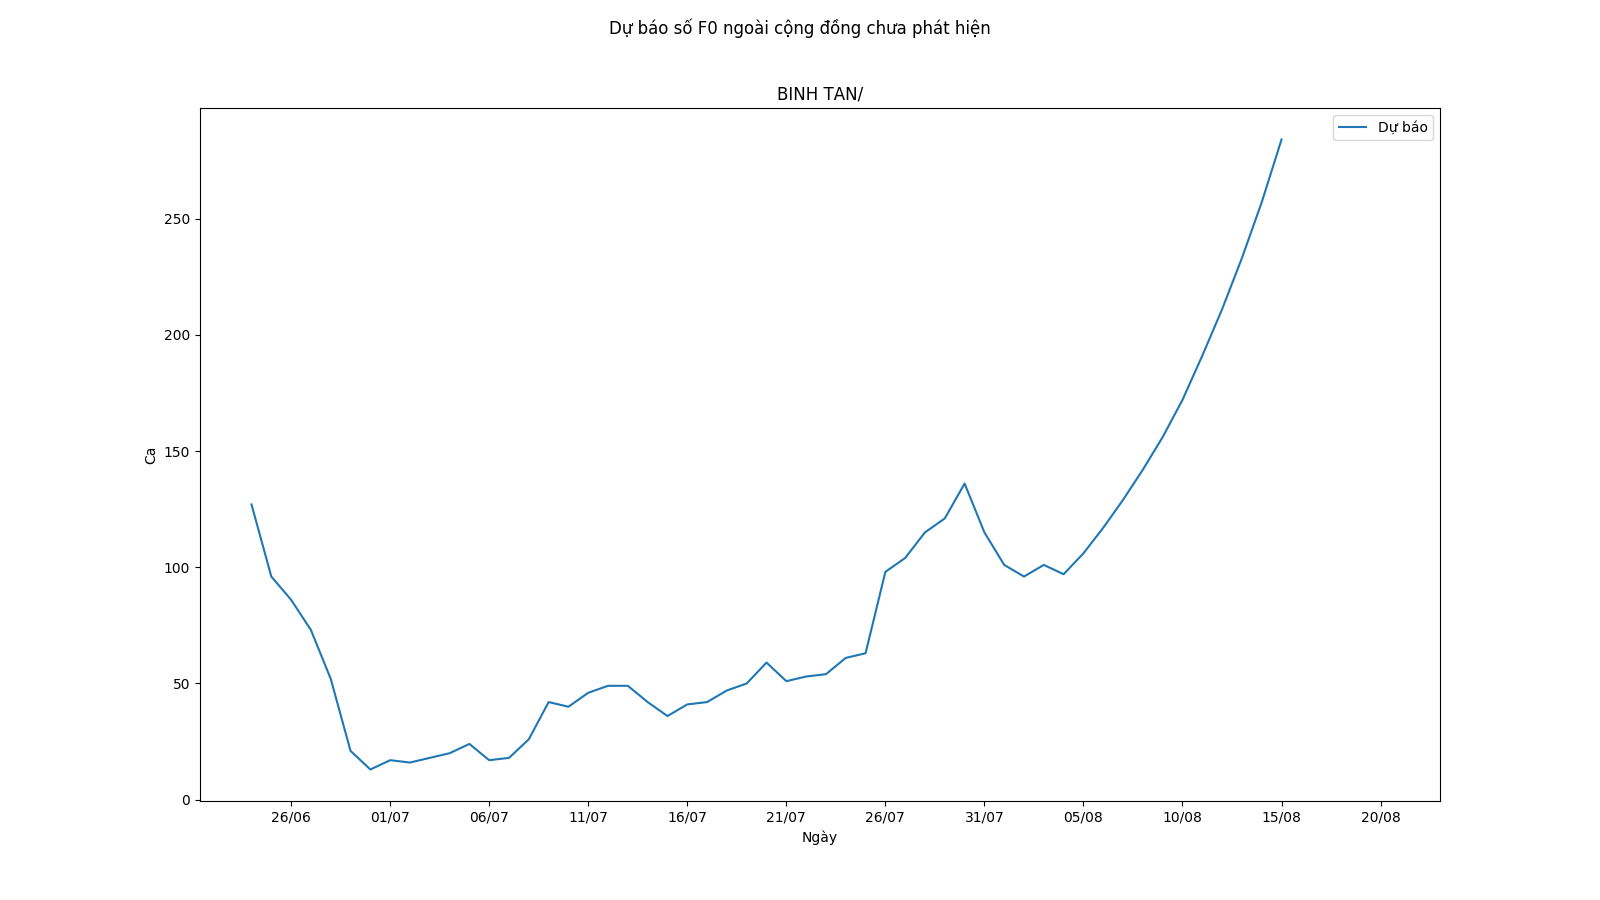 Dự báo số F0 ngoài cộng đồng chưa phát hiện
BINH TAN/
Dự báo
250
200
150
100
50
0
Ca
26/06 01/07 06/07 11/07 16/07 21/07 26/07 31/07 05/08 10/08 15/08 20/08
Ngày